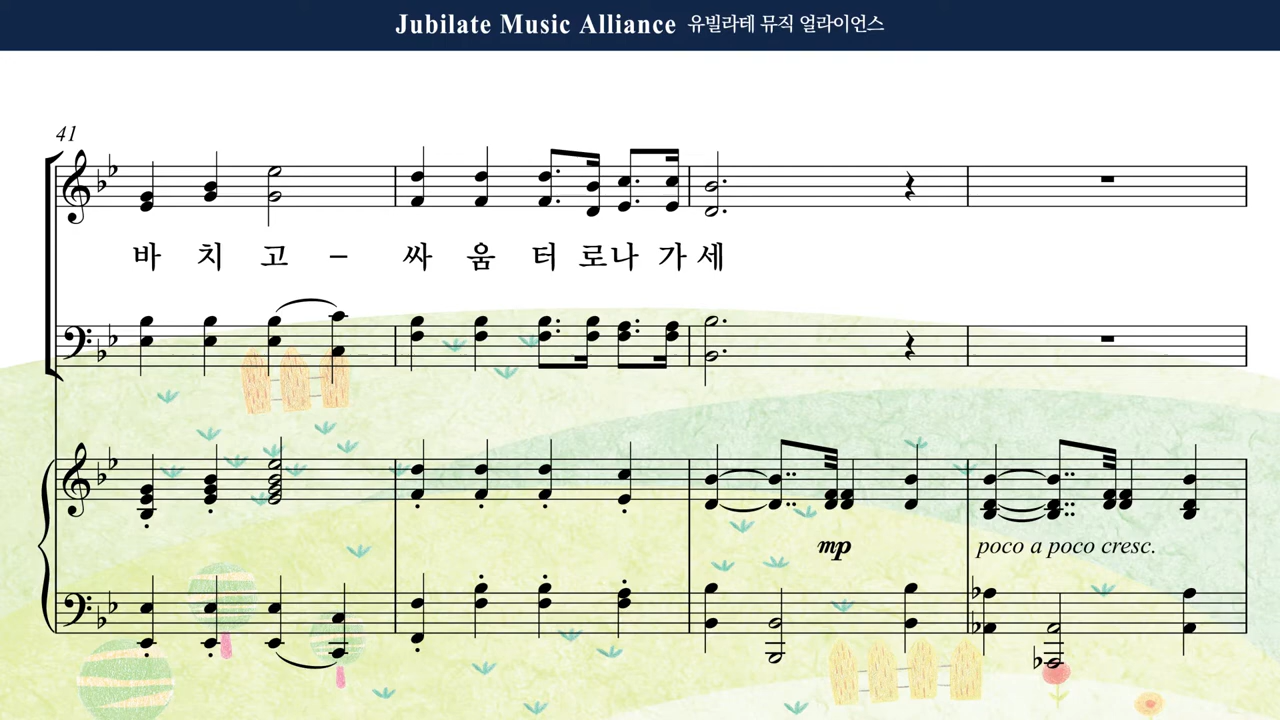 Jubilate Music Alliance 유빌라테 뮤직 얼라이언스
41
바 치 고 – 싸 움 터 로나 가 세
mp poco a poco cresc.